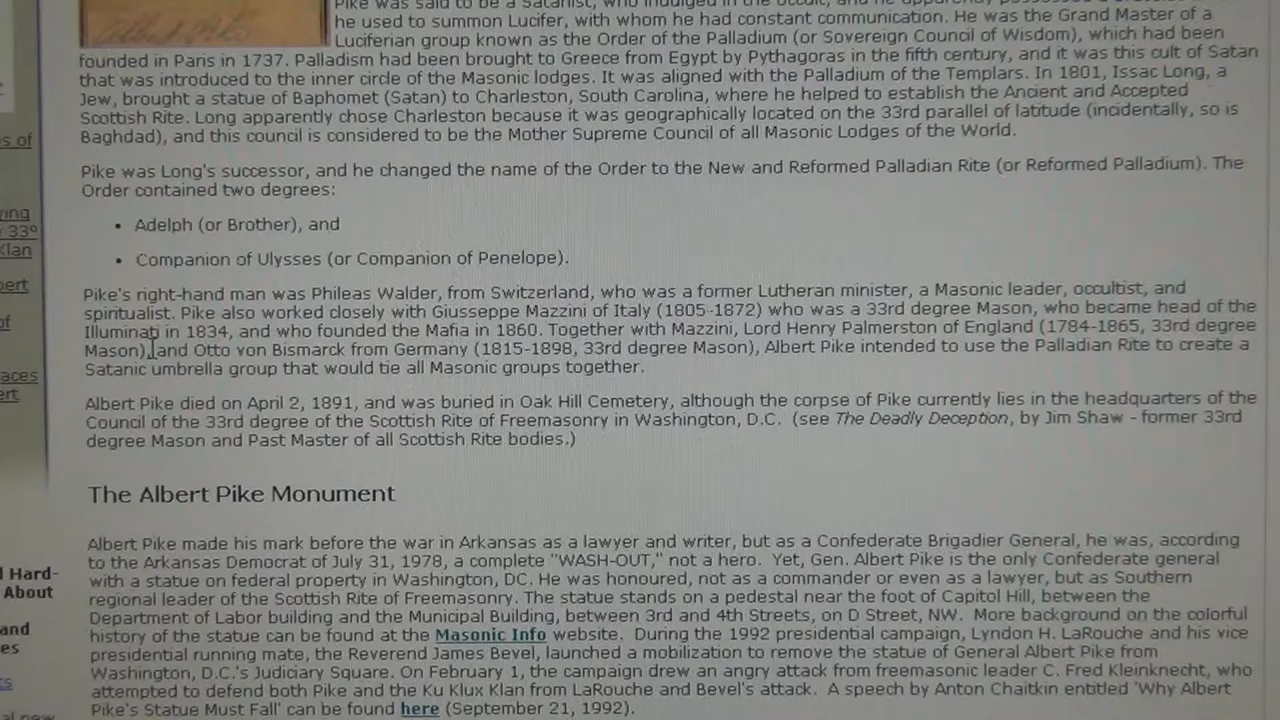 he used to summon Lucifer, with whom he had constant communication. He was the Grand Master of a
Luciferian group known as the Order of the Palladium (or Sovereign Council of Wisdom), which had been
founded in Paris in 1737. Palladism had been brought to Greece from Egypt by Pythagoras in the fifth century, and it was this cult of Satan
that was introduced to the inner circle of the Masonic lodges. It was aligned with the Palladium of the Templars. In 1801, Issac Long, a
Jew, brought a statue of Baphomet (Satan) to Charleston, South Carolina, where he helped to establish the Ancient and Accepted
Scottish Rite. Long apparently chose Charleston because it was geographically located on the 33rd parallel of latitude (incidentally, so is
Baghdad), and this council is considered to be the Mother Supreme Council of all Masonic Lodges of the World.
Pike was Long's successor, and he changed the name of the Order to the New and Reformed Palladian Rite (or Reformed Palladium). The
Order contained two degrees:
• Adelph (or Brother), and
• Companion of Ulysses (or Companion of Penelope).
Pike's right-hand man was Phileas Walder, from Switzerland, who was a former Lutheran minister, a Masonic leader, occultist, and
spiritualist. Pike also worked closely with Giusseppe Mazzini of Italy (1805-1872) who was a 33rd degree Mason, who became head of the
Illuminati in 1834, and who founded the Mafia in 1860. Together with Mazzini, Lord Henry Palmerston of England (1784-1865, 33rd degree
Mason), and Otto von Bismarck from Germany (1815-1898, 33rd degree Mason), Albert Pike intended to use the Palladian Rite to create a
Satanic umbrella group that would tie all Masonic groups together.
Albert Pike died on April 2, 1891, and was buried in Oak Hill Cemetery, although the corpse of Pike currently lies in the headquarters of the
Council of the 33rd degree of the Scottish Rite of Freemasonry in Washington, D.C. (see The Deadly Deception, by Jim Shaw - former 33rd
degree Mason and Past Master of all Scottish Rite bodies.)
The Albert Pike Monument
Albert Pike made his mark before the war in Arkansas as a lawyer and writer, but as a Confederate Brigadier General, he was, according
to the Arkansas Democrat of July 31, 1978, a complete "WASH-OUT," not a hero. Yet, Gen. Albert Pike is the only Confederate general
with a statue on federal property in Washington, DC. He was honoured, not as a commander or even as a lawyer, but as Southern
regional leader of the Scottish Rite of Freemasonry. The statue stands on a pedestal near the foot of Capitol Hill, between the
Department of Labor building and the Municipal Building, between 3rd and 4th Streets, on D Street, NW. More background on the colorful
history of the statue can be found at the Masonic Info website. During the 1992 presidential campaign, Lyndon H. LaRouche and his vice
presidential running mate, the Reverend James Bevel, launched a mobilization to remove the statue of General Albert Pike from
Washington, D.C.'s Judiciary Square. On February 1, the campaign drew an angry attack from freemasonic leader C. Fred Kleinknecht, who
attempted to defend both Pike and the Ku Klux Klan from LaRouche and Bevel's attack. A speech by Anton Chaitkin entitled 'Why Albert
Pike's Statue Must Fall' can be found here (September 21, 1992).
s of
33º
Klan
of
Hard-
About
and